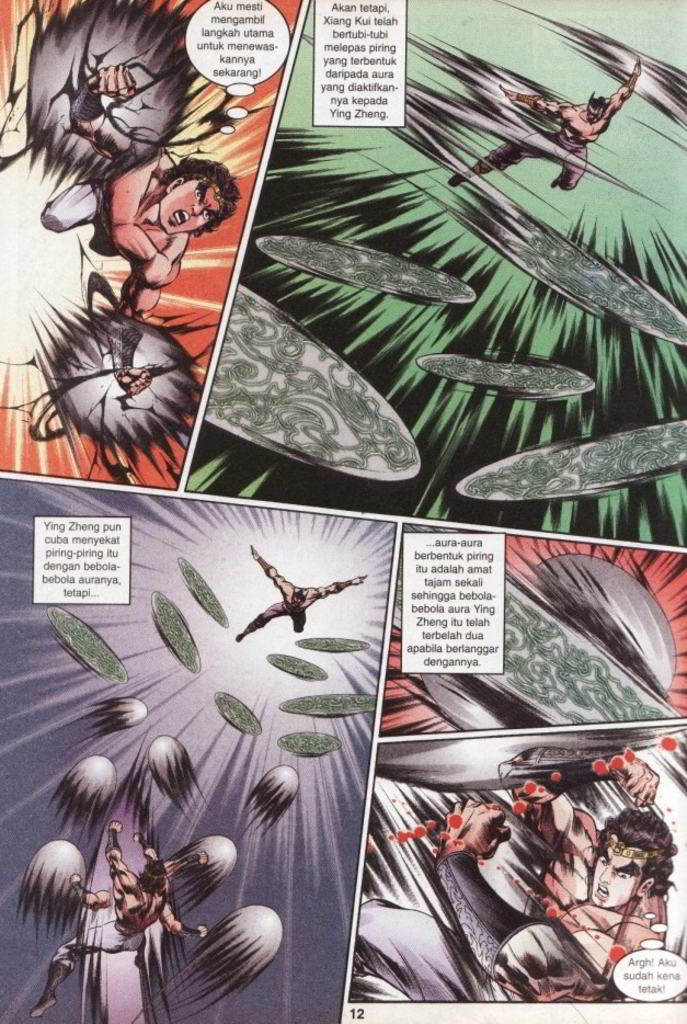 Aku mesti
mengambil
langkah utama
untuk menewas-
kannya
sekarang!
Akan tetapi,
Xiang Kui telah
bertubi-tubi
melepas piring
yang terbentuk
daripada aura
yang diaktifkan-
nya kepada
Ying Zheng.
Ying Zheng pun
cuba menyekat
piring-piring itu
dengan bebola-
bebola auranya,
tetapi...
...aura-aura
berbentuk piring
itu adalah amat
tajam sekali
sehingga bebola-
bebola aura Ying
Zheng itu telah
terbelah dua
apabila berlanggar
dengannya.
Argh! Aku
sudah kena
tetak!
12